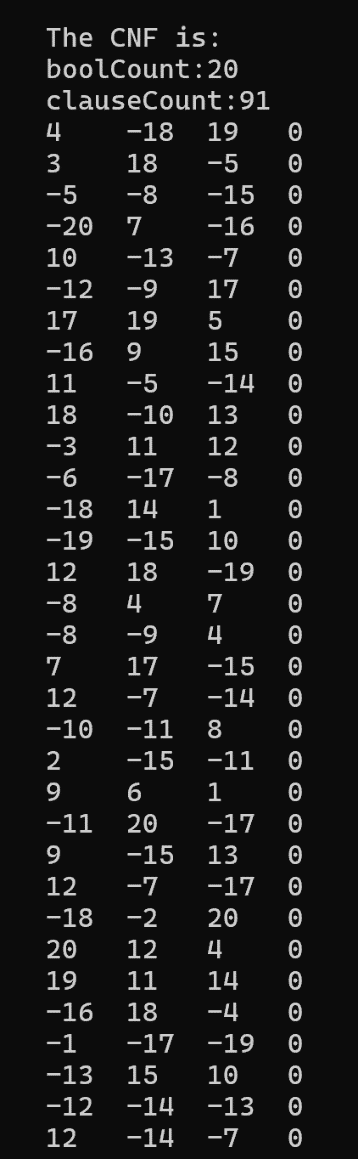 The CNF is:
boolCount:20
clauseCount:91
4 -18 19 0
3 18 -5 0
-5 -8 -15 0
-20 7 -16 0
10 -13 -7 0
-12 -9 17 0
17 19 5 0
-16 9 15 0
11 -5 -14 0
18 -10 13 0
-3 11 12 0
-6 -17 -8 0
-18 14 1 0
-19 -15 10 0
12 18 -19 0
-8 4 7 0
-8 -9 4 0
7 17 -15 0
12 -7 -14 0
-10 -11 8 0
2 -15 -11 0
9 6 1 0
-11 20 -17 0
9 -15 13 0
12 -7 -17 0
-18 -2 20 0
20 12 4 0
19 11 14 0
-16 18 -4 0
-1 -17 -19 0
-13 15 10 0
-12 -14 -13 0
12 -14 -7 0